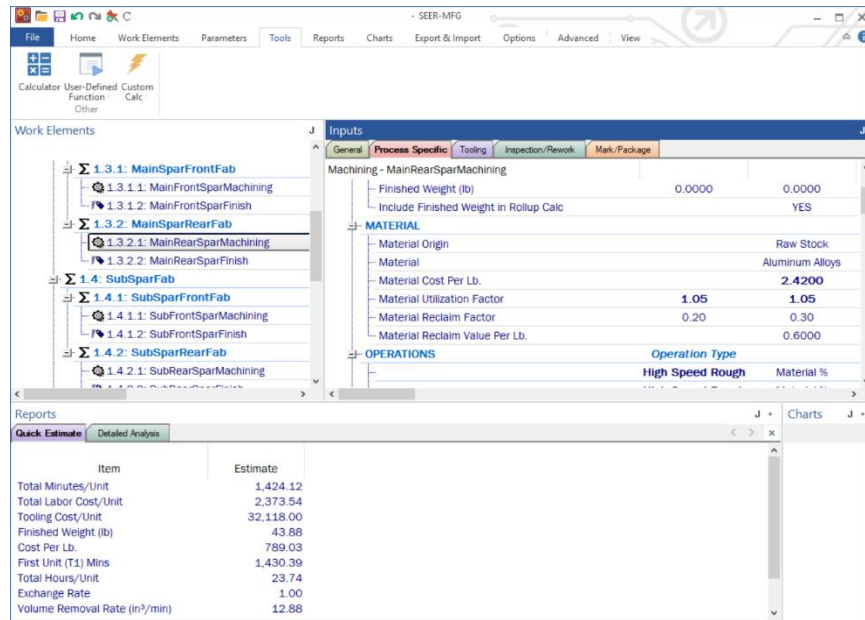 - SEER-MFG
File Home Work Elements Parameters Tools Reports Charts Export & Import Options Advanced View
Calculator User-Defined Function Custom Calc
Other
Work Elements
Σ 1.3.1: MainSparFrontFab
1.3.1.1: MainFrontSparMachining
1.3.1.2: MainFrontSparFinish
Σ 1.3.2: MainSparRearFab
1.3.2.1: MainRearSparMachining
1.3.2.2: MainRearSparFinish
Σ 1.4: SubSparFab
Σ 1.4.1: SubSparFrontFab
1.4.1.1: SubFrontSparMachining
1.4.1.2: SubFrontSparFinish
Σ 1.4.2: SubSparRearFab
1.4.2.1: SubRearSparMachining
Inputs
General Process Specific Tooling Inspection/Rework Mark/Package
Machining - MainRearSparMachining
Finished Weight (lb) 0.0000 0.0000
Include Finished Weight in Rollup Calc YES
MATERIAL
Material Origin Raw Stock
Material Aluminum Alloys
Material Cost Per Lb. 2.4200
Material Utilization Factor 1.05 1.05
Material Reclaim Factor 0.20 0.30
Material Reclaim Value Per Lb. 0.6000
OPERATIONS Operation Type
High Speed Rough Material %
Reports
Quick Estimate Detailed Analysis
Item Estimate
Total Minutes/Unit 1,424.12
Total Labor Cost/Unit 2,373.54
Tooling Cost/Unit 32,118.00
Finished Weight (lb) 43.88
Cost Per Lb. 789.03
First Unit (T1) Mins 1,430.39
Total Hours/Unit 23.74
Exchange Rate 1.00
Volume Removal Rate (in³/min) 12.88
Charts